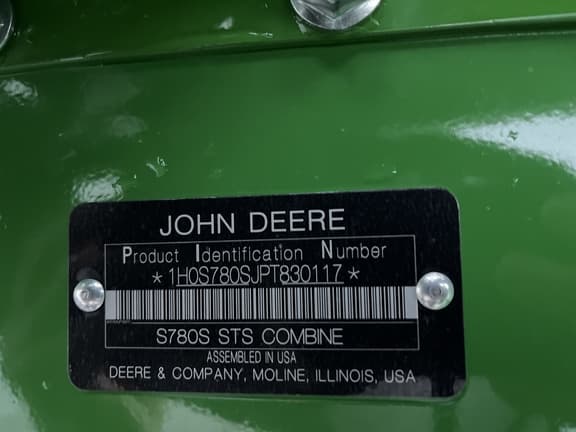 JOHN DEERE
Product Identification Number
*1H0S780SJPT830117*
S780S STS COMBINE
ASSEMBLED IN USA
DEERE & COMPANY, MOLINE, ILLINOIS, USA